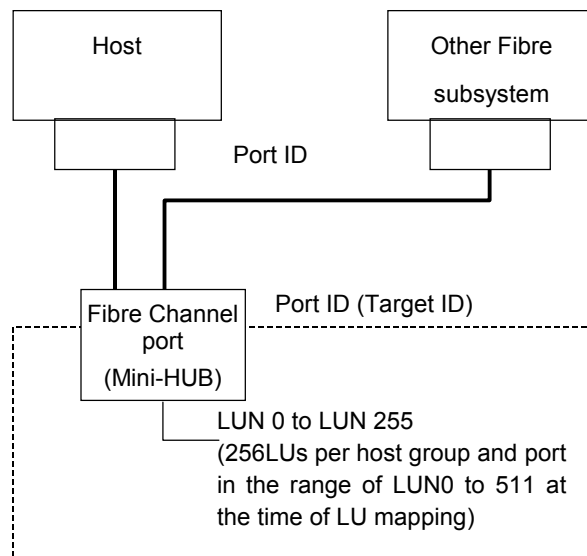 Host
Other Fibre
subsystem
Port ID
Port ID (Target ID)
Fibre Channel
port
(Mini-HUB)
LUN 0 to LUN 255
(256LUs per host group and port
in the range of LUN0 to 511 at
the time of LU mapping)